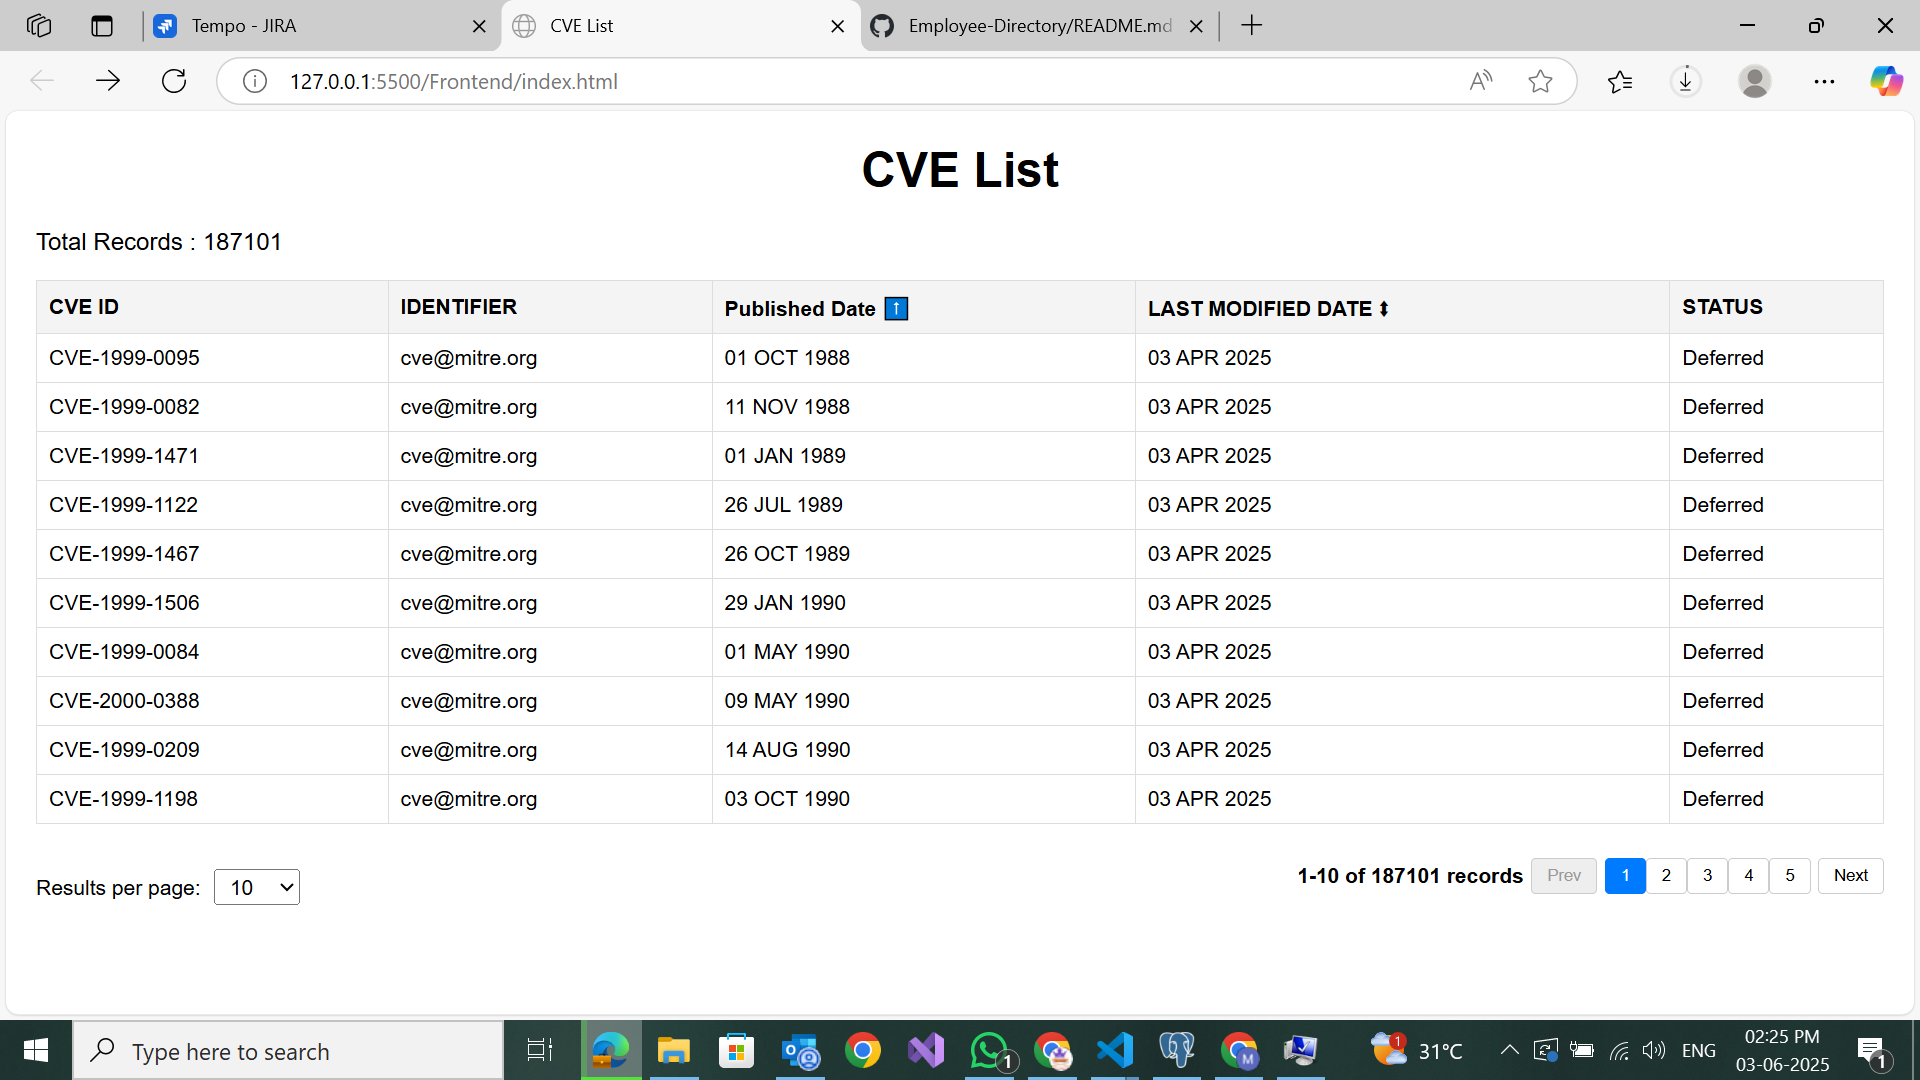 Tempo - JIRA
CVE List
Employee-Directory/README.md
127.0.0.1:5500/Frontend/index.html
CVE List
Total Records : 187101
CVE ID IDENTIFIER Published Date ↑ LAST MODIFIED DATE ⬍ STATUS
CVE-1999-0095 cve@mitre.org 01 OCT 1988 03 APR 2025 Deferred
CVE-1999-0082 cve@mitre.org 11 NOV 1988 03 APR 2025 Deferred
CVE-1999-1471 cve@mitre.org 01 JAN 1989 03 APR 2025 Deferred
CVE-1999-1122 cve@mitre.org 26 JUL 1989 03 APR 2025 Deferred
CVE-1999-1467 cve@mitre.org 26 OCT 1989 03 APR 2025 Deferred
CVE-1999-1506 cve@mitre.org 29 JAN 1990 03 APR 2025 Deferred
CVE-1999-0084 cve@mitre.org 01 MAY 1990 03 APR 2025 Deferred
CVE-2000-0388 cve@mitre.org 09 MAY 1990 03 APR 2025 Deferred
CVE-1999-0209 cve@mitre.org 14 AUG 1990 03 APR 2025 Deferred
CVE-1999-1198 cve@mitre.org 03 OCT 1990 03 APR 2025 Deferred
Results per page: 10
1-10 of 187101 records Prev 1 2 3 4 5 Next
Type here to search
1
M
1
31°C
ENG
02:25 PM
03-06-2025
1